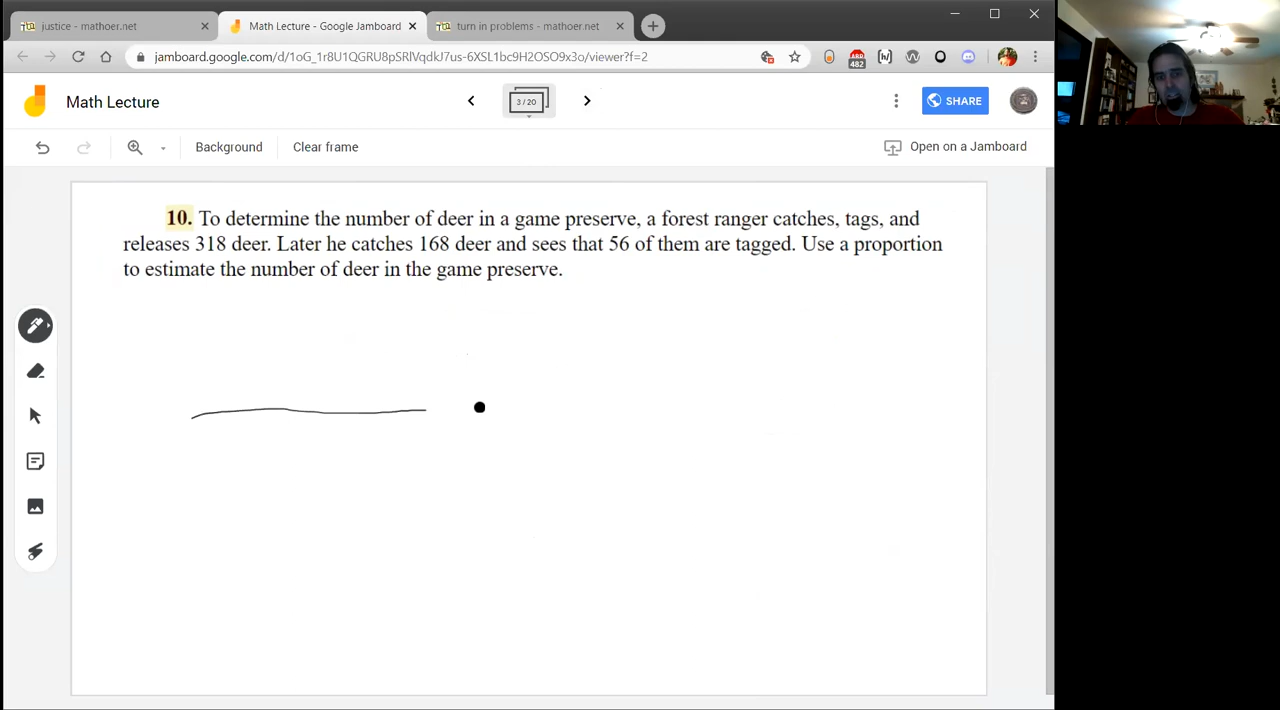 justice - mathoer.net
Math Lecture - Google Jamboard
turn in problems - mathoer.net
jamboard.google.com/d/1oG_1r8U1QGRU8pSRlVqdkJ7us-6XSL1bc9H2OSO9x3o/viewer?f=2
482
Math Lecture
3 / 20
SHARE
Background
Clear frame
Open on a Jamboard
10. To determine the number of deer in a game preserve, a forest ranger catches, tags, and
releases 318 deer. Later he catches 168 deer and sees that 56 of them are tagged. Use a proportion
to estimate the number of deer in the game preserve.